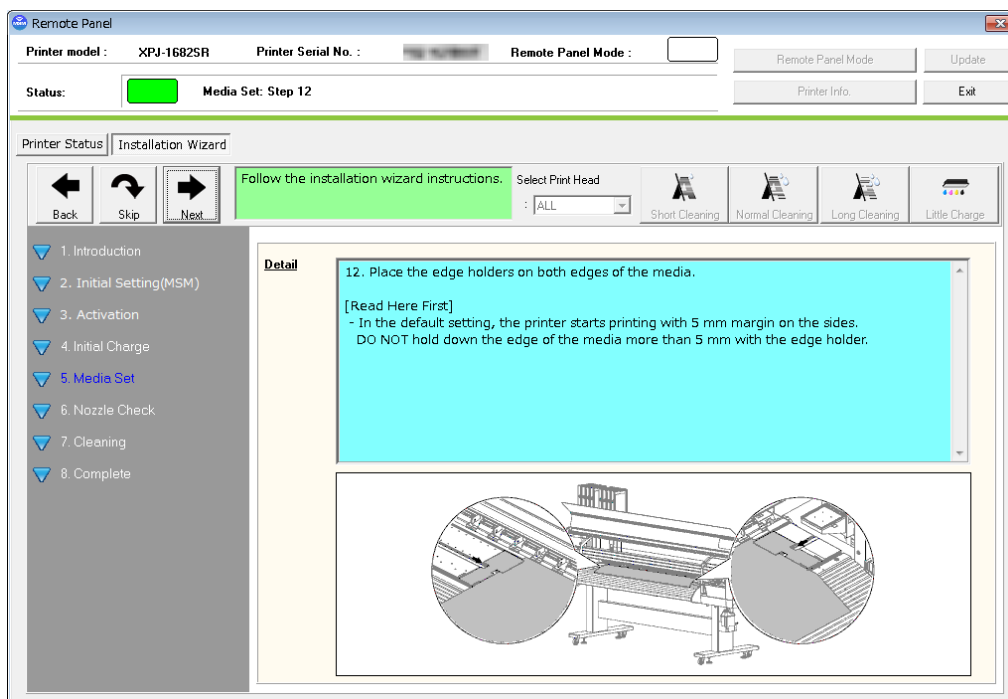 Remote Panel
Printer model : XPJ-1682SR Printer Serial No. : Remote Panel Mode :
Remote Panel Mode Update
Status: Media Set: Step 12
Printer Info. Exit
Printer Status Installation Wizard
Back Skip Next
Follow the installation wizard instructions.
Select Print Head
: ALL
Short Cleaning Normal Cleaning Long Cleaning Little Charge
1. Introduction
2. Initial Setting(MSM)
3. Activation
4. Initial Charge
5. Media Set
6. Nozzle Check
7. Cleaning
8. Complete
Detail
12. Place the edge holders on both edges of the media.
[Read Here First]
- In the default setting, the printer starts printing with 5 mm margin on the sides.
DO NOT hold down the edge of the media more than 5 mm with the edge holder.